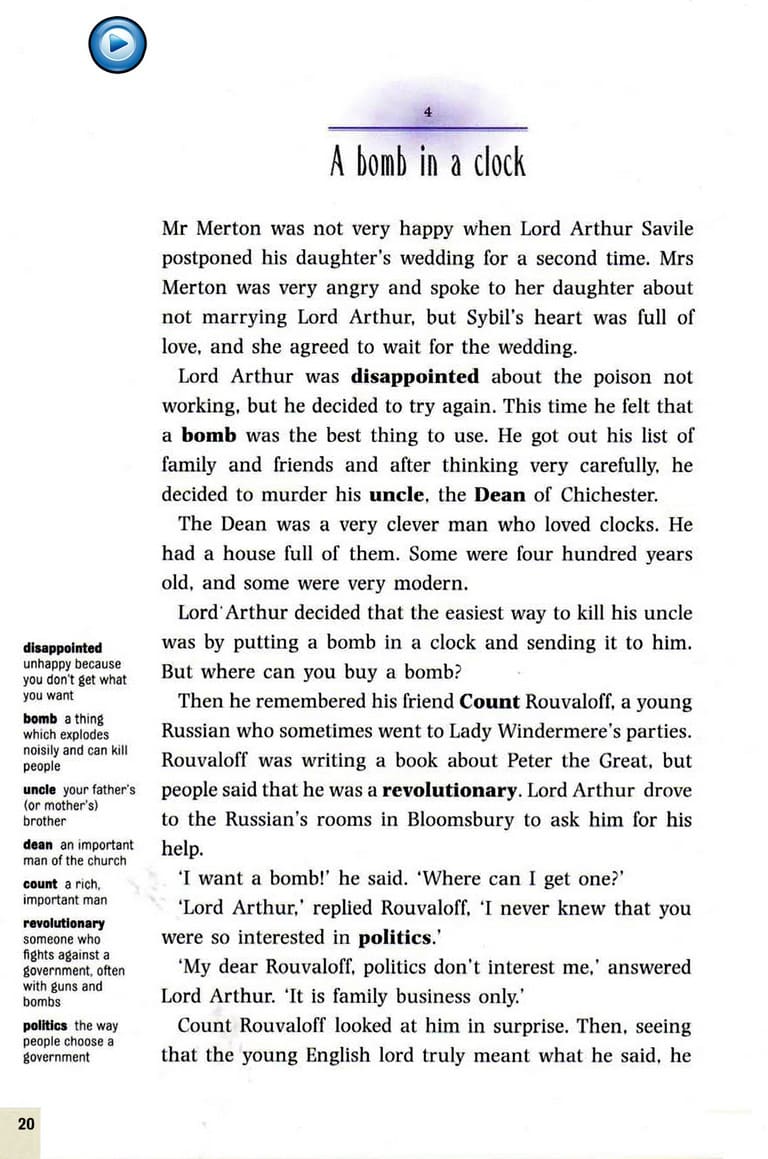 4
A bomb in a clock
Mr Merton was not very happy when Lord Arthur Savile
postponed his daughter's wedding for a second time. Mrs
Merton was very angry and spoke to her daughter about
not marrying Lord Arthur, but Sybil's heart was full of
love, and she agreed to wait for the wedding.
Lord Arthur was disappointed about the poison not
working, but he decided to try again. This time he felt that
a bomb was the best thing to use. He got out his list of
family and friends and after thinking very carefully, he
decided to murder his uncle, the Dean of Chichester.
The Dean was a very clever man who loved clocks. He
had a house full of them. Some were four hundred years
old, and some were very modern.
Lord Arthur decided that the easiest way to kill his uncle
was by putting a bomb in a clock and sending it to him.
But where can you buy a bomb?
Then he remembered his friend Count Rouvaloff, a young
Russian who sometimes went to Lady Windermere's parties.
Rouvaloff was writing a book about Peter the Great, but
people said that he was a revolutionary. Lord Arthur drove
to the Russian's rooms in Bloomsbury to ask him for his
help.
'I want a bomb!' he said. 'Where can I get one?'
'Lord Arthur,' replied Rouvaloff, 'I never knew that you
were so interested in politics.'
'My dear Rouvaloff, politics don't interest me,' answered
Lord Arthur. 'It is family business only.'
Count Rouvaloff looked at him in surprise. Then, seeing
that the young English lord truly meant what he said, he
disappointed
unhappy because
you don't get what
you want
bomb a thing
which explodes
noisily and can kill
people
uncle your father's
(or mother's)
brother
dean an important
man of the church
count a rich,
important man
revolutionary
someone who
fights against a
government, often
with guns and
bombs
politics the way
people choose a
government
20